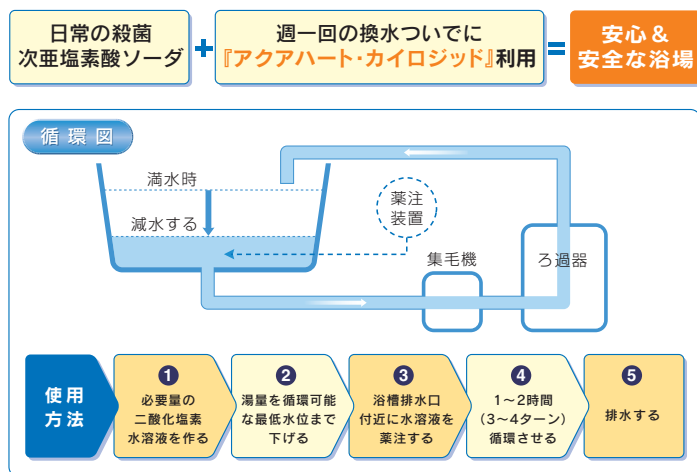 日常の殺菌
次亜塩素酸ソーダ
+
週一回の換水ついでに
『アクアハート・カイロジッド』利用
=
安心&
安全な浴場
循環図
満水時
減水する
薬注
装置
集毛機
ろ過器
使用
方法
1
必要量の
二酸化塩素
水溶液を作る
2
湯量を循環可能
な最低水位まで
下げる
3
浴槽排水口
付近に水溶液を
薬注する
4
1〜2時間
(3〜4ターン)
循環させる
5
排水する